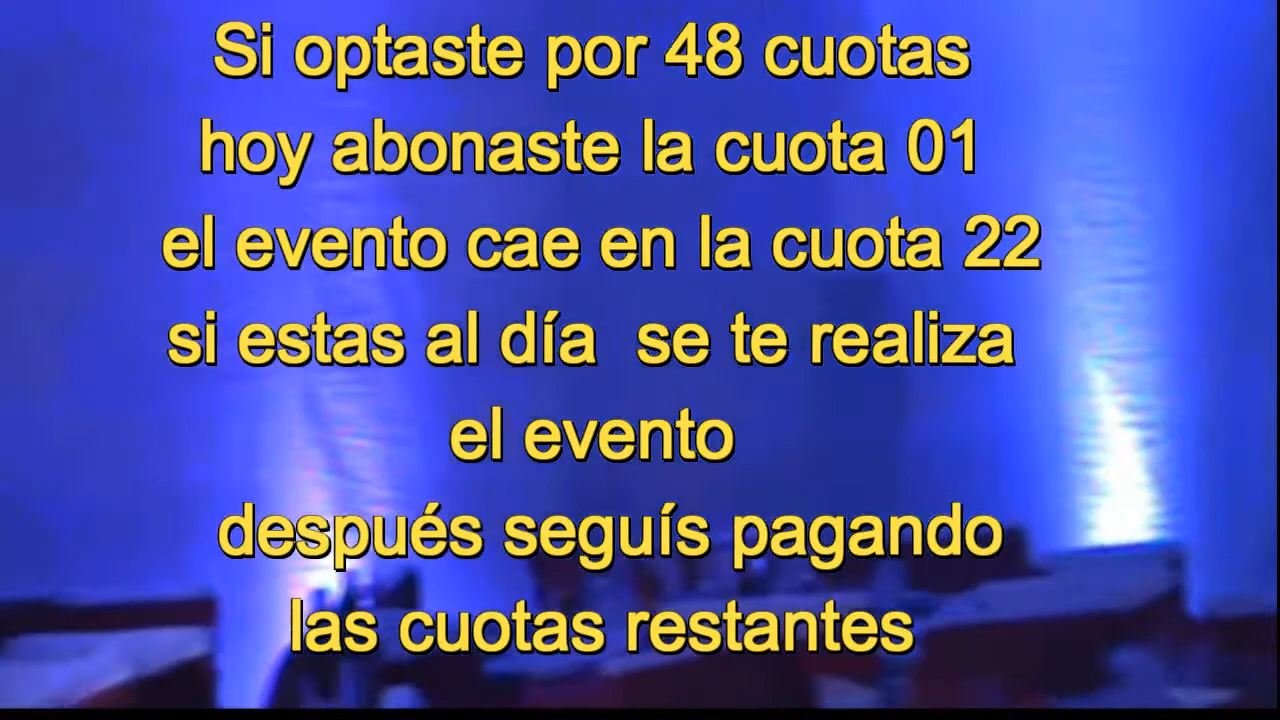 Si optaste por 48 cuotas
hoy abonaste la cuota 01
el evento cae en la cuota 22
si estas al día  se te realiza
el evento
después seguís pagando
las cuotas restantes